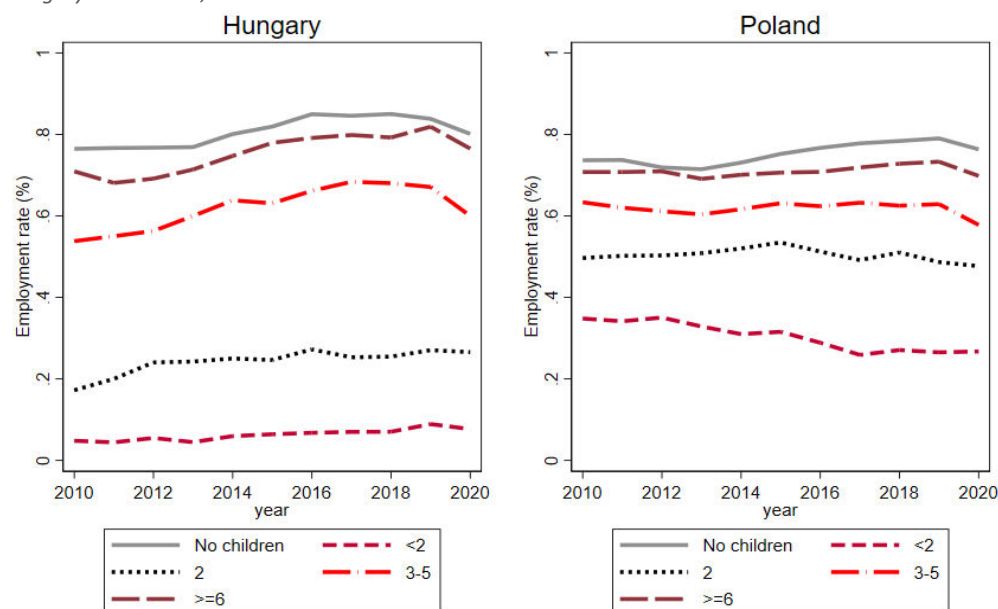 Hungary
Employment rate (%)
1
.8
.6
.4
.2
0
2010 2012 2014 2016 2018 2020
year
No children <2
2 3-5
>=6
Poland
Employment rate (%)
1
.8
.6
.4
.2
0
2010 2012 2014 2016 2018 2020
year
No children <2
2 3-5
>=6